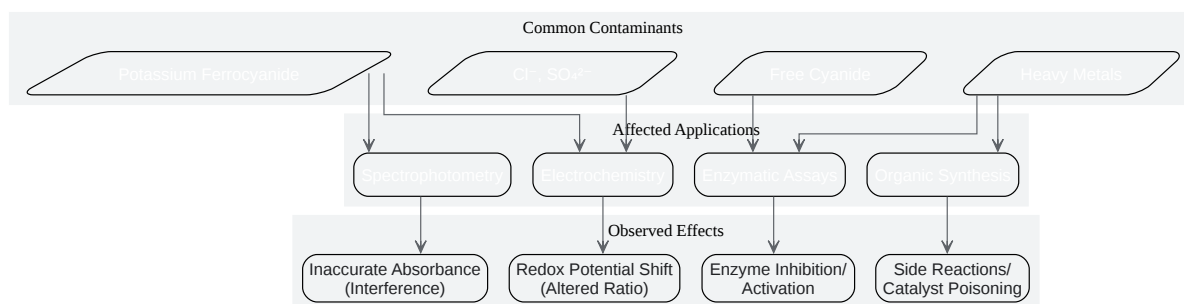 Common Contaminants
Potassium Ferrocyanide
Cl⁻, SO₄²⁻
Free Cyanide
Heavy Metals
Affected Applications
Spectrophotometry
Electrochemistry
Enzymatic Assays
Organic Synthesis
Observed Effects
Inaccurate Absorbance
(Interference)
Redox Potential Shift
(Altered Ratio)
Enzyme Inhibition/
Activation
Side Reactions/
Catalyst Poisoning